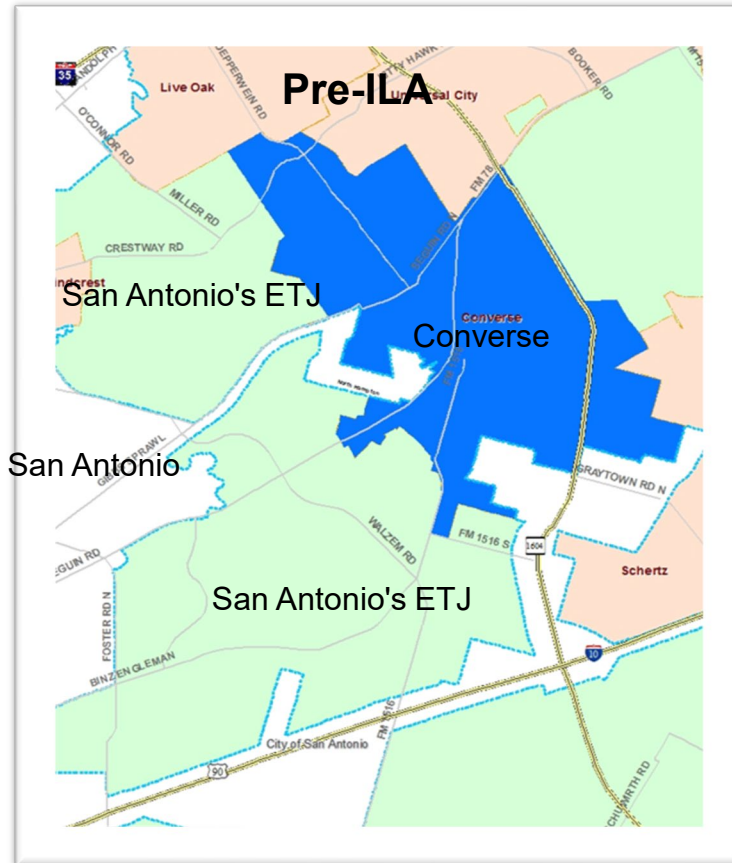 Pre-ILA
35
Live Oak
Universal City
BOOKER RD
O'CONNOR RD
MILLER RD
FM 78
CRESTWAY RD
San Antonio's ETJ
Converse
Converse
San Antonio
GRAYTOWN RD N
WALZEM RD
FM 1516 S
1604
Schertz
San Antonio's ETJ
FOSTER RD N
BINZ ENGLEMAN
10
FM 1516
City of San Antonio
90